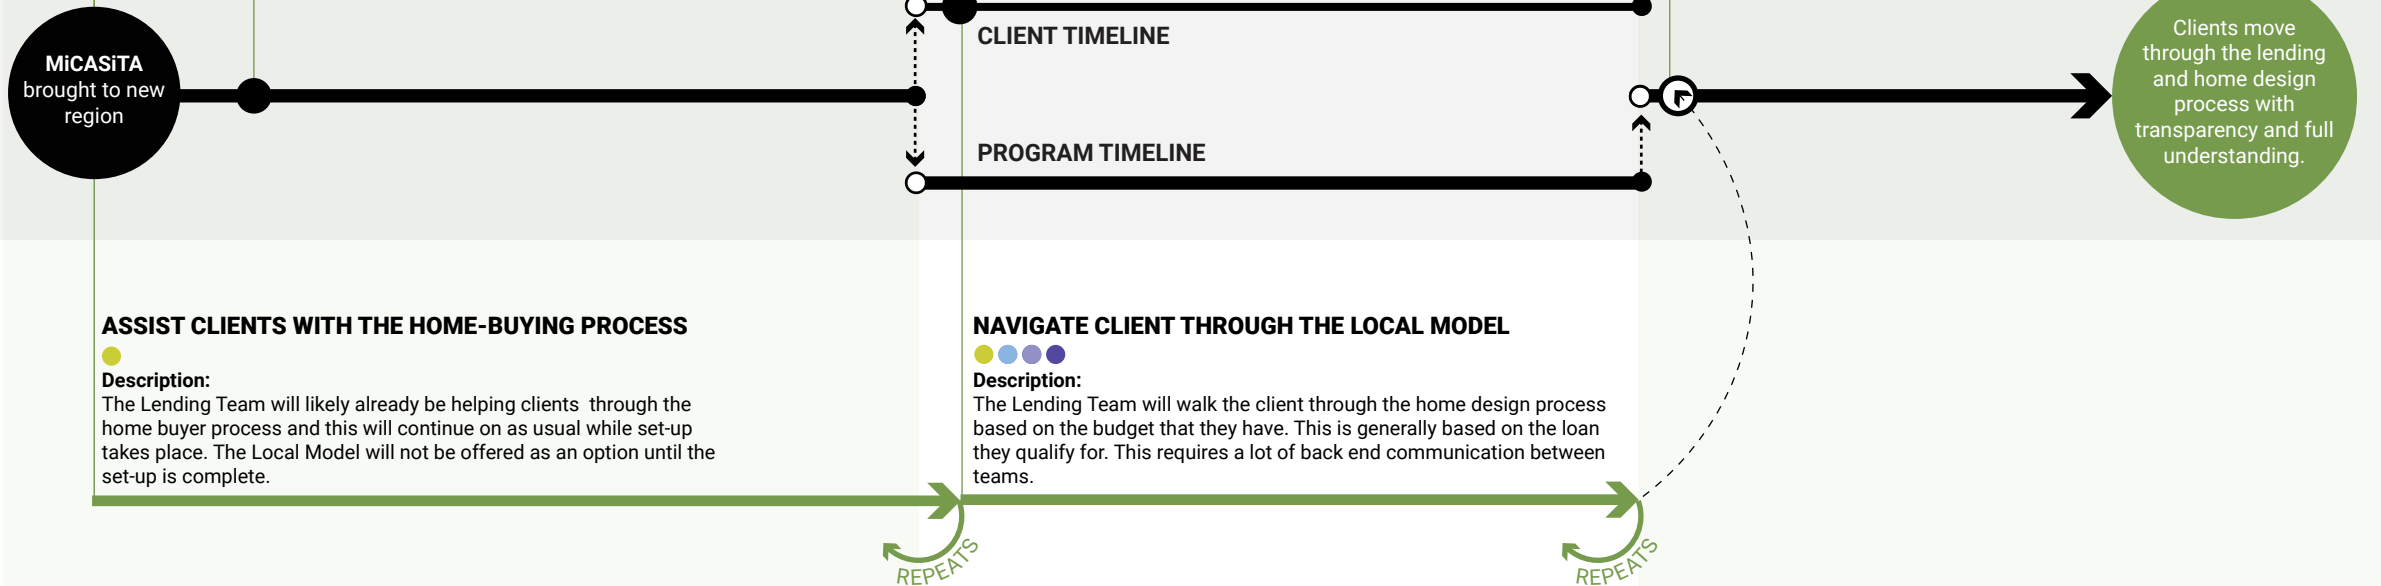 MiCASiTA
brought to new
region
CLIENT TIMELINE
PROGRAM TIMELINE
Clients move
through the lending
and home design
process with
transparency and full
understanding.
ASSIST CLIENTS WITH THE HOME-BUYING PROCESS
Description:
The Lending Team will likely already be helping clients through the
home buyer process and this will continue on as usual while set-up
takes place. The Local Model will not be offered as an option until the
set-up is complete.
REPEATS
NAVIGATE CLIENT THROUGH THE LOCAL MODEL
Description:
The Lending Team will walk the client through the home design process
based on the budget that they have. This is generally based on the loan
they qualify for. This requires a lot of back end communication between
teams.
REPEATS